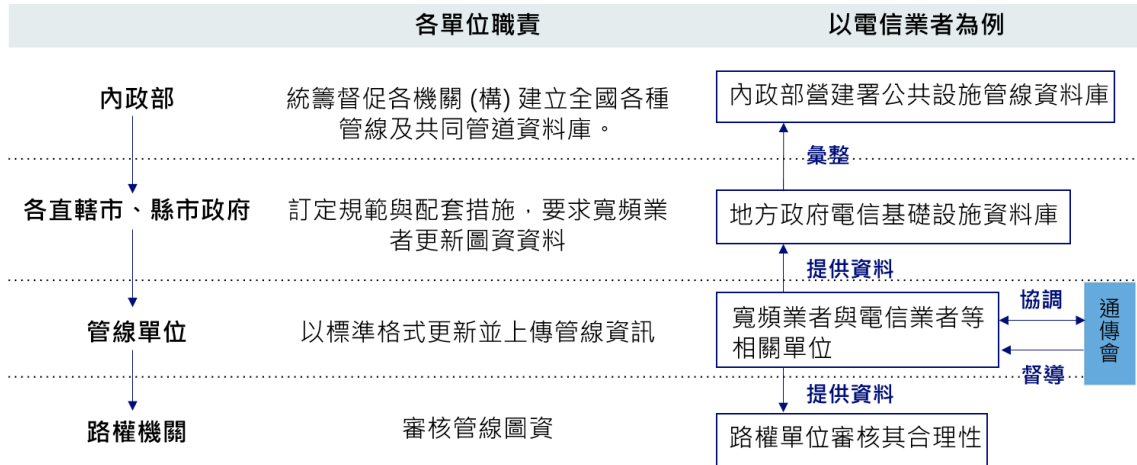 各單位職責
以電信業者為例
內政部
統籌督促各機關 (構) 建立全國各種
管線及共同管道資料庫。
內政部營建署公共設施管線資料庫
彙整
各直轄市、縣市政府
訂定規範與配套措施，要求寬頻業
者更新圖資資料
地方政府電信基礎設施資料庫
提供資料
管線單位
以標準格式更新並上傳管線資訊
寬頻業者與電信業者等
相關單位
協調
督導
通傳會
提供資料
路權機關
審核管線圖資
路權單位審核其合理性